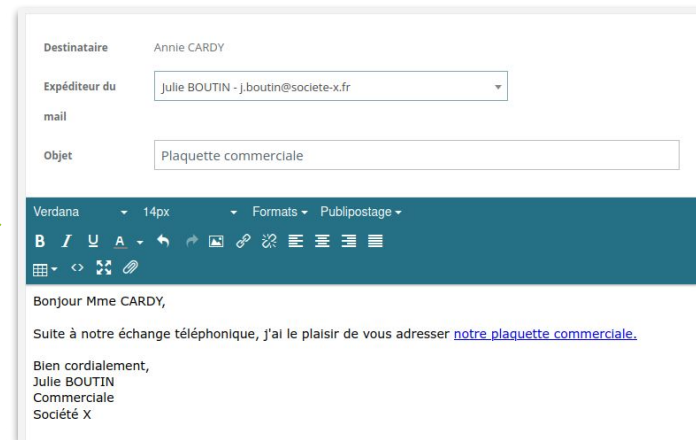 Destinataire Annie CARDY
Expéditeur du mail Julie BOUTIN - j.boutin@societe-x.fr
Objet Plaquette commerciale
Verdana 14px Formats Publipostage
B I U A
Bonjour Mme CARDY,
Suite à notre échange téléphonique, j'ai le plaisir de vous adresser notre plaquette commerciale.
Bien cordialement,
Julie BOUTIN
Commerciale
Société X